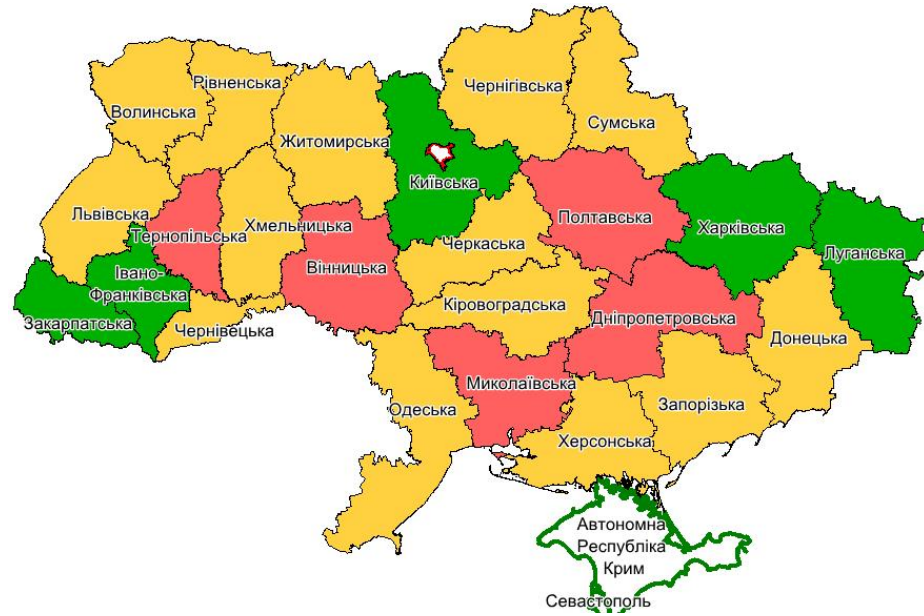 Чернігівська
Рівненська
Волинська
Сумська
Житомирська
Київська
Львівська
Тернопільська
Хмельницька
Полтавська
Харківська
Черкаська
Луганська
Вінницька
Івано-
Франківська
Закарпатська
Чернівецька
Кіровоградська
Дніпропетровська
Донецька
Миколаївська
Одеська
Запорізька
Херсонська
Автономна
Республіка
Крим
Севастополь